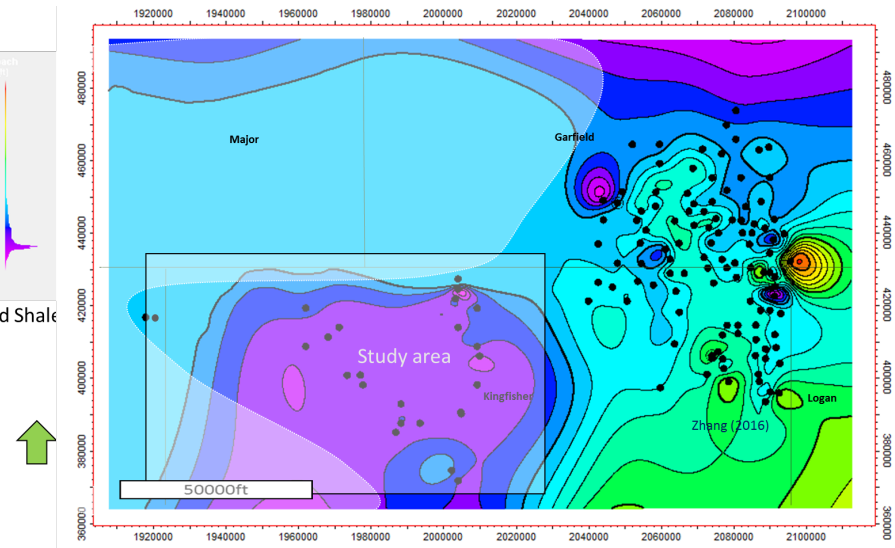 1920000 1940000 1960000 1980000 2000000 2020000 2040000 2060000 2080000 2100000
480000 480000
Major Garfield
460000 460000
440000 440000
d Shale
420000 420000
Study area
400000 400000
Kingfisher Logan
Zhang (2016)
380000 380000
50000ft
360000 360000
1920000 1940000 1960000 1980000 2000000 2020000 2040000 2060000 2080000 2100000